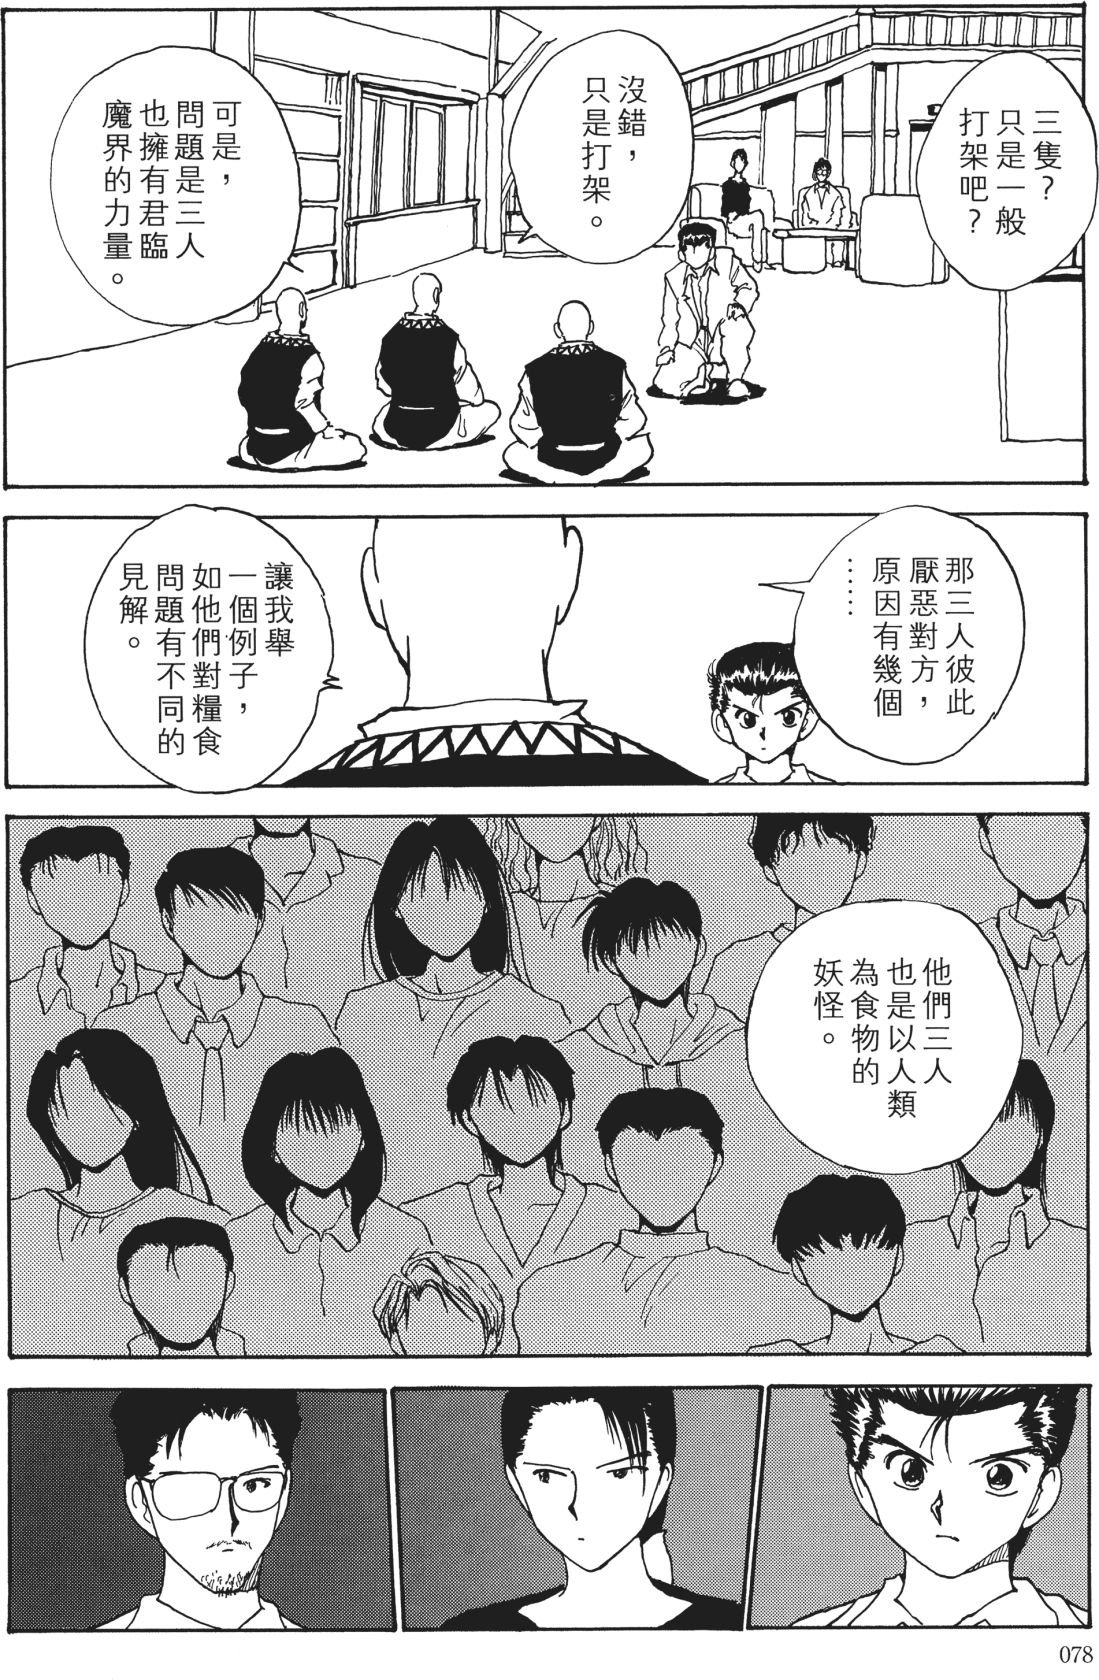 三隻？
只是一般
打架吧？
沒錯，
只是打架。
可是，
問題是三人
也擁有君臨
魔界的力量。
那三人彼此
厭惡對方，
原因有幾個
……
讓我舉
一個例子，
如他們對糧食
問題有不同的
見解。
他們三人
也是以人類
為食物的
妖怪。
078